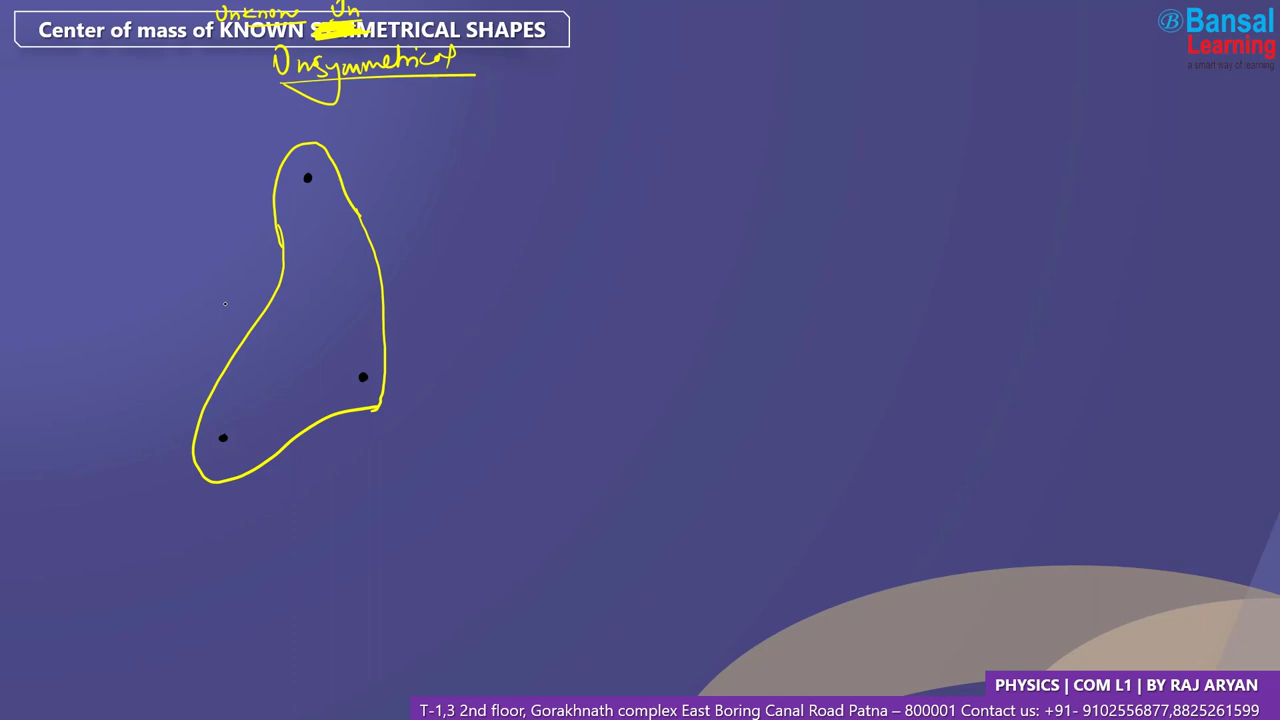 Unknow Un
Center of mass of KNOWN METRICAL SHAPES
Unsymmetrical
B Bansal
Learning
a smart way of learning
PHYSICS | COM L1 | BY RAJ ARYAN
T-1,3 2nd floor, Gorakhnath complex East Boring Canal Road Patna – 800001 Contact us: +91- 9102556877,8825261599